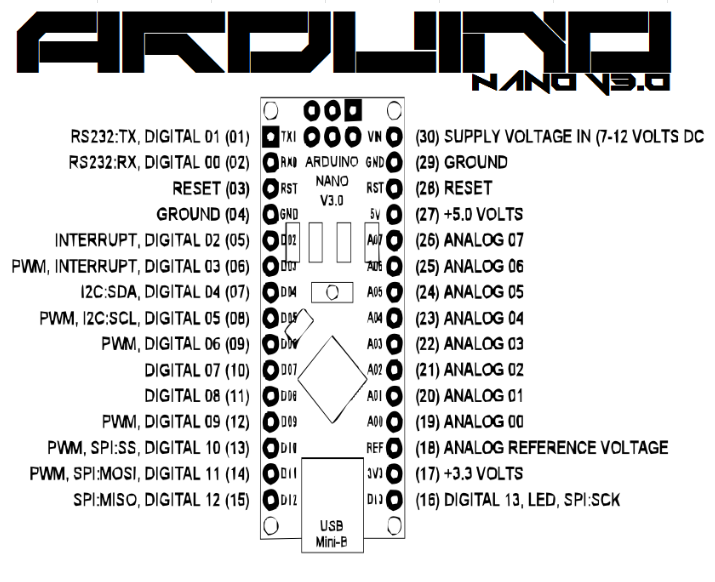 ARDUINO
NANO V3.0
RS232:TX, DIGITAL 01 (01)
RS232:RX, DIGITAL 00 (02)
RESET (03)
GROUND (04)
INTERRUPT, DIGITAL 02 (05)
PWM, INTERRUPT, DIGITAL 03 (06)
I2C:SDA, DIGITAL 04 (07)
PWM, I2C:SCL, DIGITAL 05 (08)
PWM, DIGITAL 06 (09)
DIGITAL 07 (10)
DIGITAL 08 (11)
PWM, DIGITAL 09 (12)
PWM, SPI:SS, DIGITAL 10 (13)
PWM, SPI:MOSI, DIGITAL 11 (14)
SPI:MISO, DIGITAL 12 (15)
TX1
RX0
RST
GND
D02
D03
D04
D05
D06
D07
D08
D09
D10
D11
D12
ARDUINO
NANO
V3.0
USB
Mini-B
VIN
GND
RST
5V
A07
A06
A05
A04
A03
A02
A01
A00
REF
3V3
D13
(30) SUPPLY VOLTAGE IN (7-12 VOLTS DC
(29) GROUND
(28) RESET
(27) +5.0 VOLTS
(26) ANALOG 07
(25) ANALOG 06
(24) ANALOG 05
(23) ANALOG 04
(22) ANALOG 03
(21) ANALOG 02
(20) ANALOG 01
(19) ANALOG 00
(18) ANALOG REFERENCE VOLTAGE
(17) +3.3 VOLTS
(16) DIGITAL 13, LED, SPI:SCK